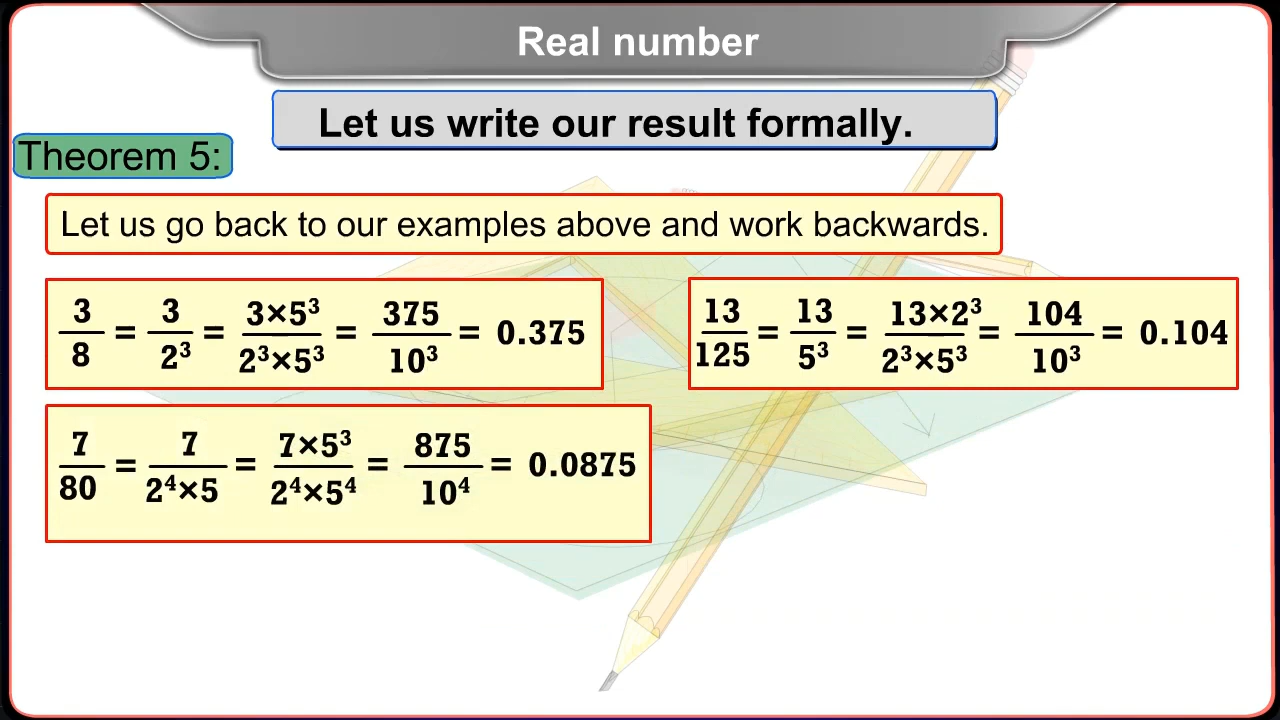 Real number
Let us write our result formally.
Theorem 5:
Let us go back to our examples above and work backwards.
3/8 = 3/2³ = 3×5³/2³×5³ = 375/10³ = 0.375
13/125 = 13/5³ = 13×2³/2³×5³ = 104/10³ = 0.104
7/80 = 7/2⁴×5 = 7×5³/2⁴×5⁴ = 875/10⁴ = 0.0875